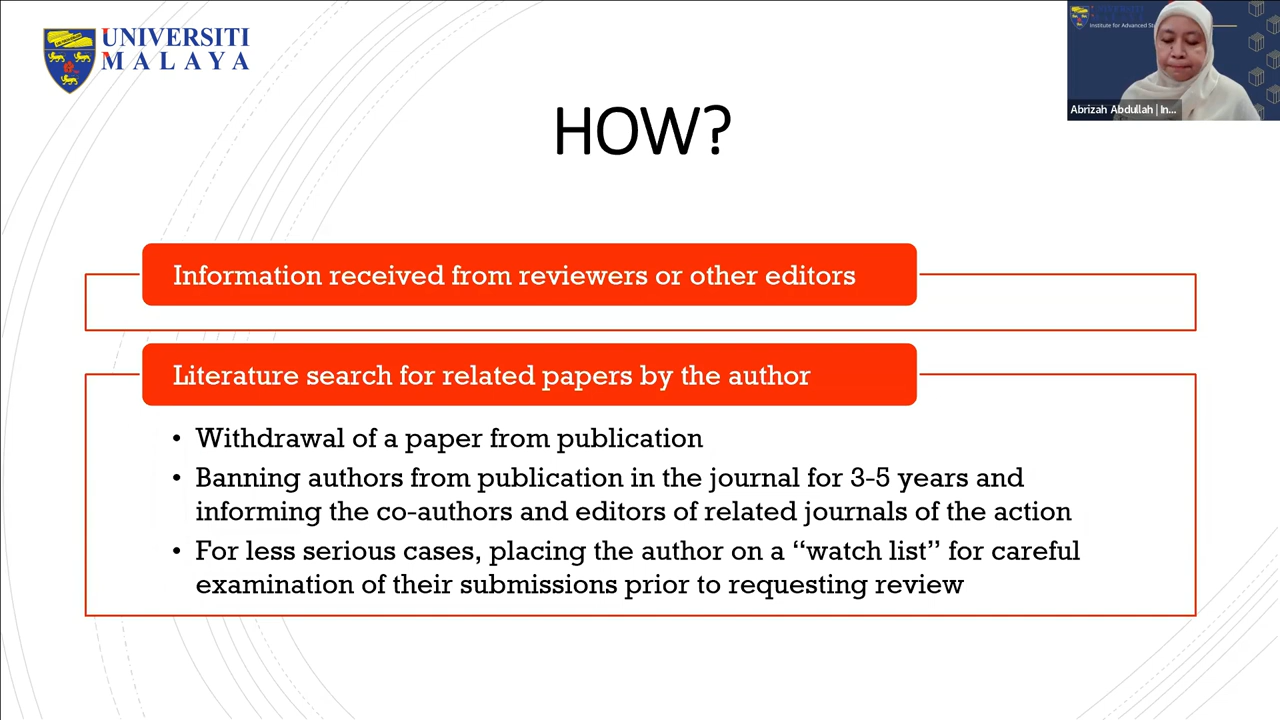 UNIVERSITI
MALAYA
Institute for Advanced
Abrizah Abdullah | In...
HOW?
Information received from reviewers or other editors
Literature search for related papers by the author
• Withdrawal of a paper from publication
• Banning authors from publication in the journal for 3-5 years and
informing the co-authors and editors of related journals of the action
• For less serious cases, placing the author on a “watch list” for careful
examination of their submissions prior to requesting review